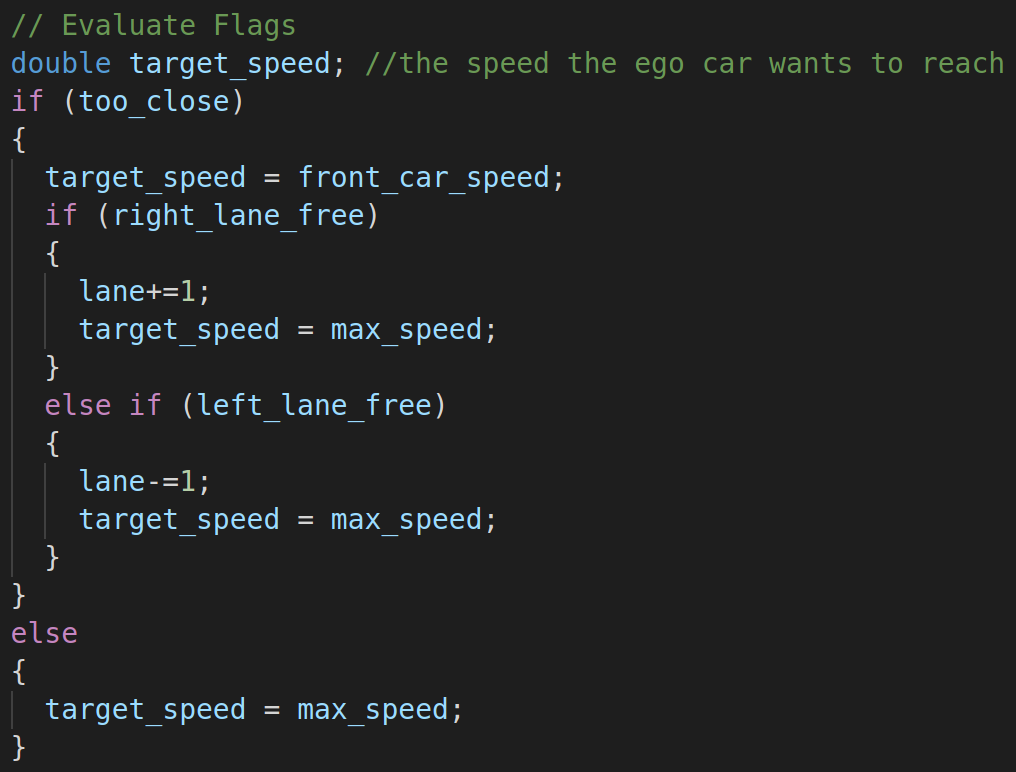 // Evaluate Flags
double target_speed; //the speed the ego car wants to reach
if (too_close)
{
  target_speed = front_car_speed;
  if (right_lane_free)
  {
    lane+=1;
    target_speed = max_speed;
  }
  else if (left_lane_free)
  {
    lane-=1;
    target_speed = max_speed;
  }
}
else
{
  target_speed = max_speed;
}